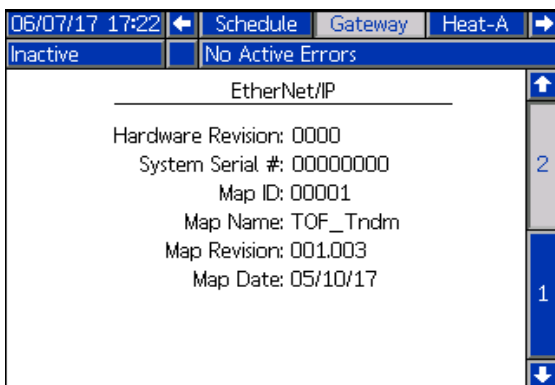 06/07/17 17:22 Schedule Gateway Heat-A
Inactive No Active Errors
EtherNet/IP
Hardware Revision: 0000
System Serial #: 00000000
2
Map ID: 00001
Map Name: TOF_Tndm
Map Revision: 001.003
Map Date: 05/10/17
1